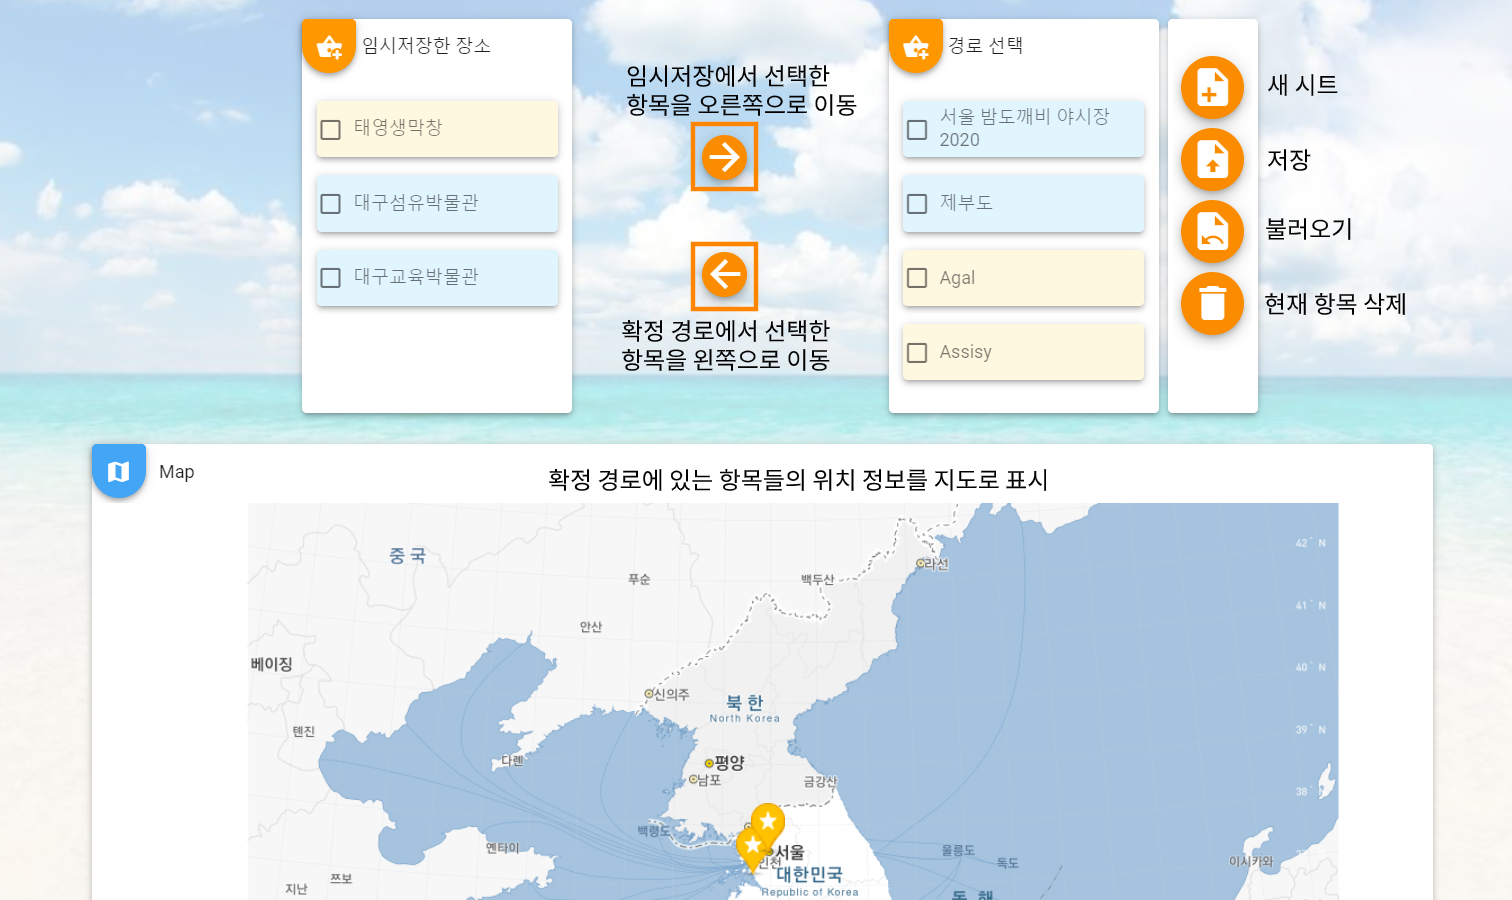 임시저장한 장소
태영생막창
대구섬유박물관
대구교육박물관
임시저장에서 선택한
항목을 오른쪽으로 이동
확정 경로에서 선택한
항목을 왼쪽으로 이동
경로 선택
서울 밤도깨비 야시장
2020
제부도
Agal
Assisy
새 시트
저장
불러오기
현재 항목 삭제
Map
확정 경로에 있는 항목들의 위치 정보를 지도로 표시
중국
푸순
백두산
라선
42° N
41° N
안산
베이징
40° N
신의주
북한
North Korea
텐진
39° N
다롄
평양
남포
금강산
38°
백령도
서울
인천
옌타이
울릉도
독도
이시카와
대한민국
Republic of Korea
쯔보
지난
동 해